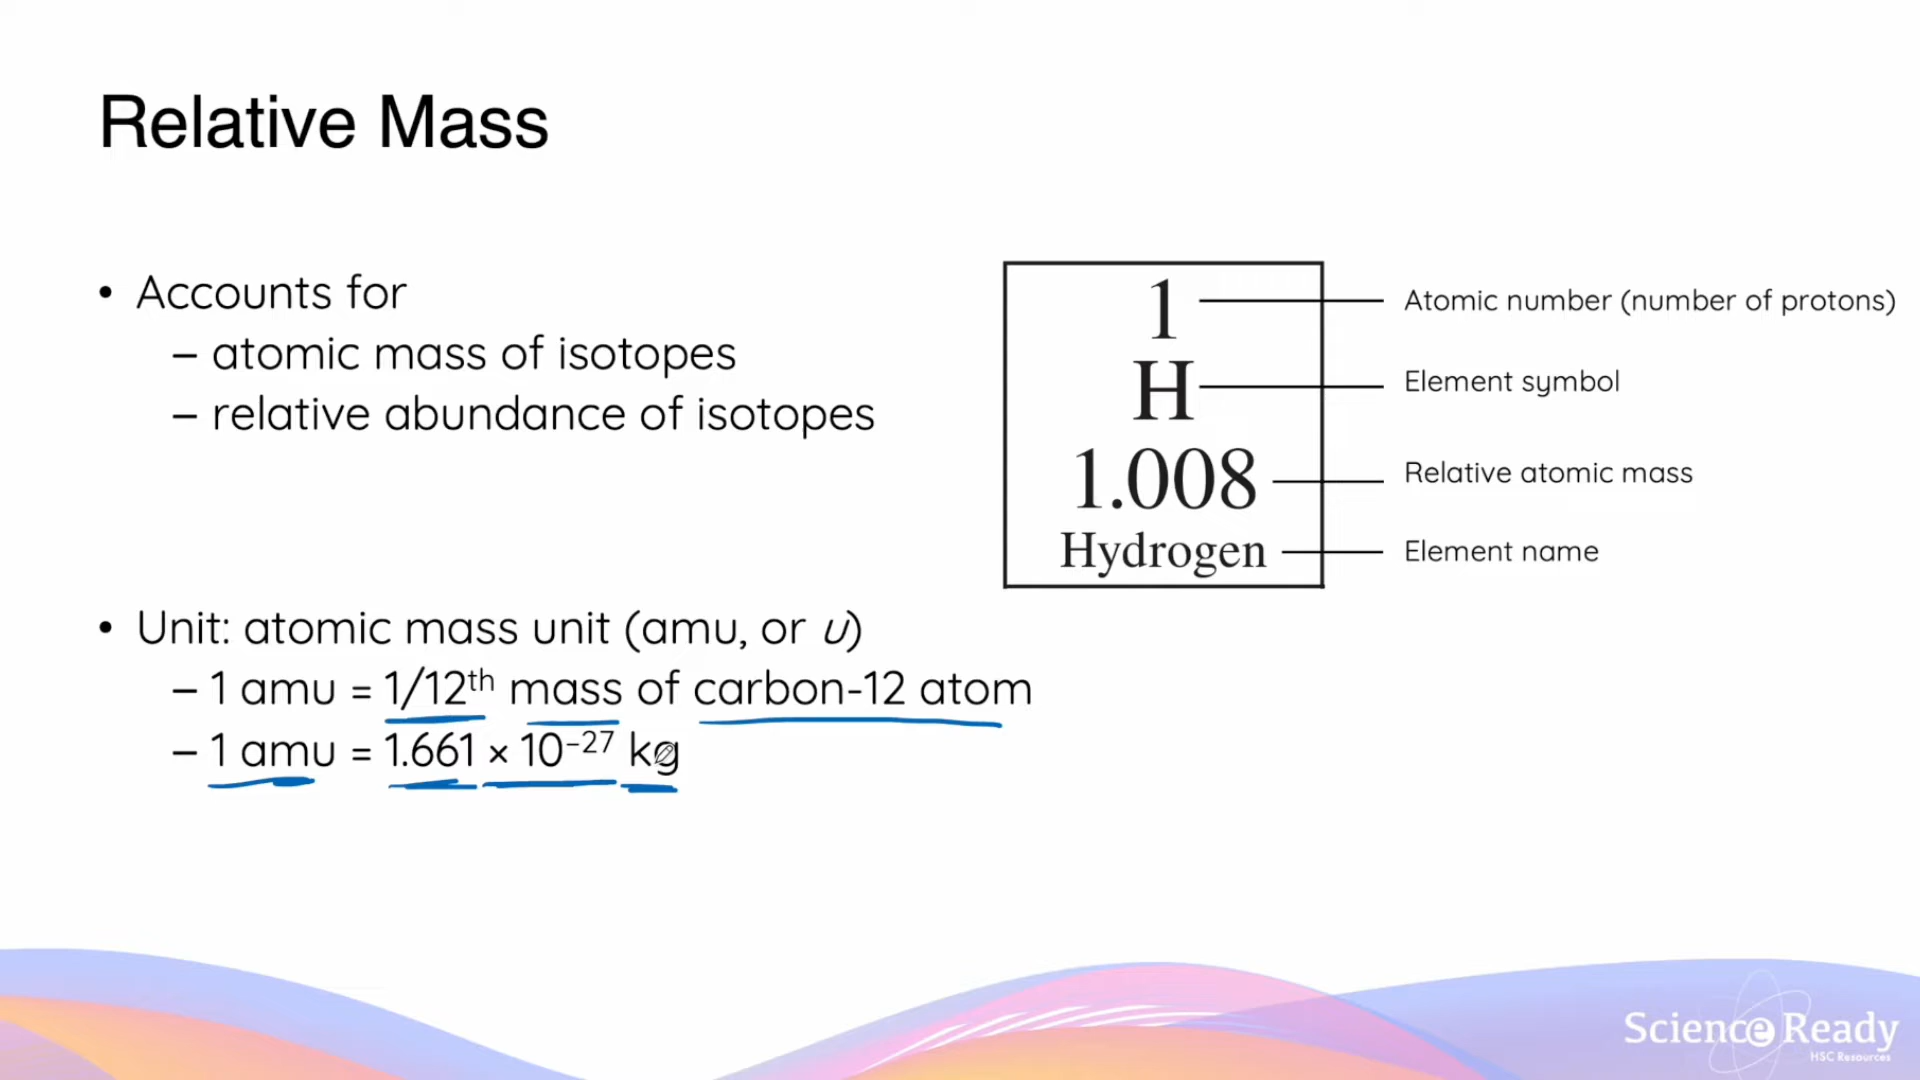 Relative Mass
• Accounts for
– atomic mass of isotopes
– relative abundance of isotopes
• Unit: atomic mass unit (amu, or u)
– 1 amu = 1/12ᵗʰ mass of carbon-12 atom
– 1 amu = 1.661 × 10⁻²⁷ kg
1
H
1.008
Hydrogen
Atomic number (number of protons)
Element symbol
Relative atomic mass
Element name
Science Ready
HSC Resources